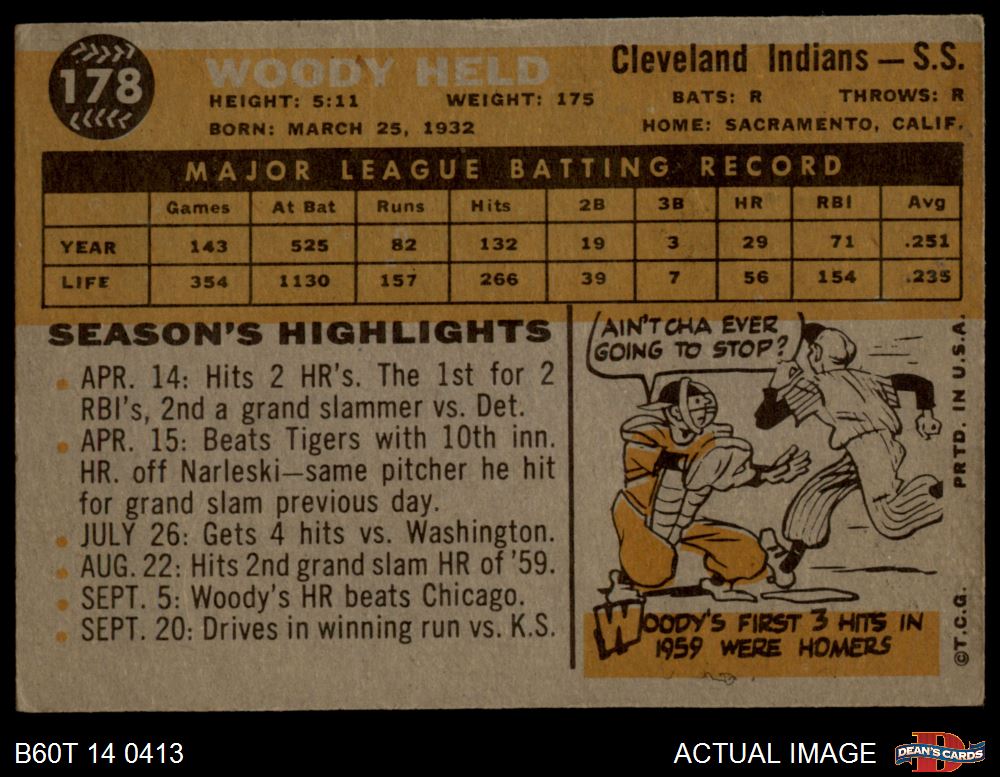 178
WOODY HELD
Cleveland Indians — S.S.
HEIGHT: 5:11 WEIGHT: 175 BATS: R THROWS: R
BORN: MARCH 25, 1932 HOME: SACRAMENTO, CALIF.
MAJOR LEAGUE BATTING RECORD
Games At Bat Runs Hits 2B 3B HR RBI Avg
YEAR 143 525 82 132 19 3 29 71 .251
LIFE 354 1130 157 266 39 7 56 154 .235
SEASON'S HIGHLIGHTS
APR. 14: Hits 2 HR's. The 1st for 2
RBI's, 2nd a grand slammer vs. Det.
APR. 15: Beats Tigers with 10th inn.
HR. off Narleski—same pitcher he hit
for grand slam previous day.
JULY 26: Gets 4 hits vs. Washington.
AUG. 22: Hits 2nd grand slam HR of '59.
SEPT. 5: Woody's HR beats Chicago.
SEPT. 20: Drives in winning run vs. K.S.
AIN'TCHA EVER
GOING TO STOP?
WOODY'S FIRST 3 HITS IN
1959 WERE HOMERS
©T.C.G. PRTD. IN U.S.A.
B60T 14 0413
ACTUAL IMAGE
D
DEAN'S CARDS